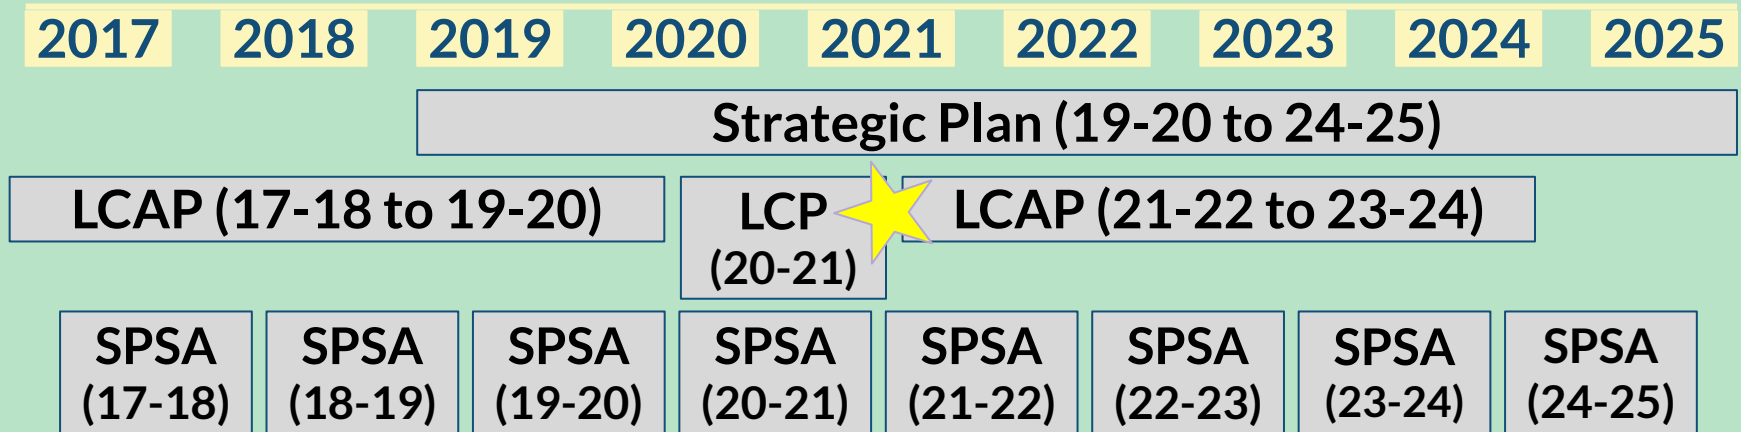 2017 2018 2019 2020 2021 2022 2023 2024 2025
Strategic Plan (19-20 to 24-25)
LCAP (17-18 to 19-20)
LCP
(20-21)
LCAP (21-22 to 23-24)
SPSA
(17-18)
SPSA
(18-19)
SPSA
(19-20)
SPSA
(20-21)
SPSA
(21-22)
SPSA
(22-23)
SPSA
(23-24)
SPSA
(24-25)